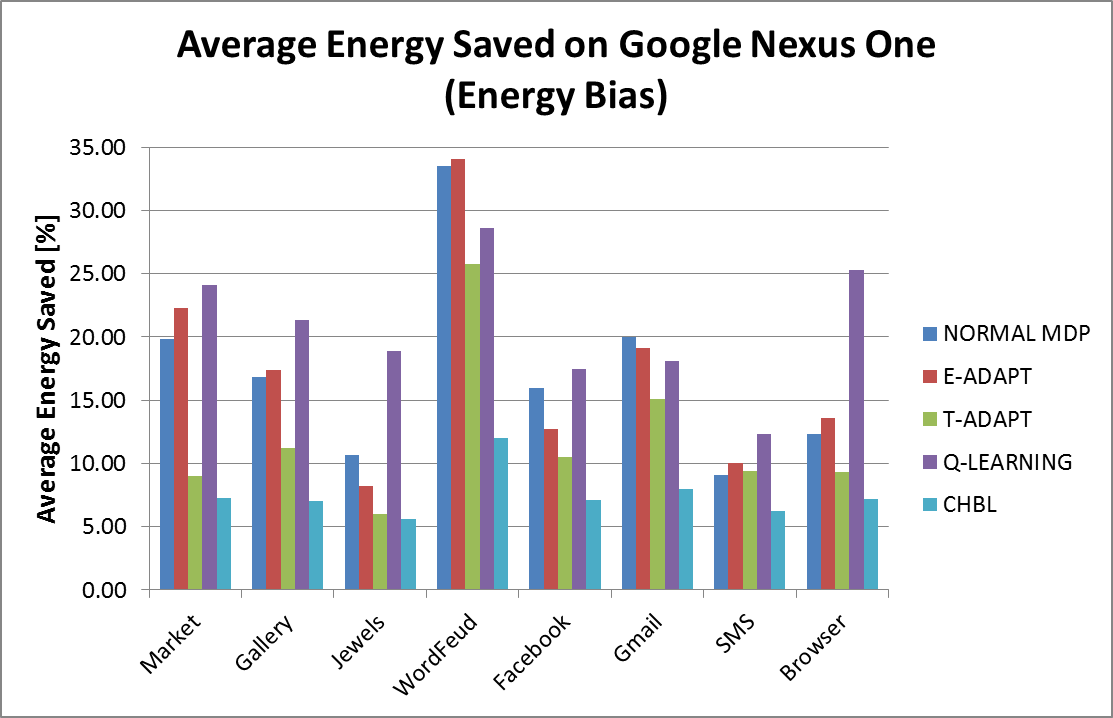 Average Energy Saved on Google Nexus One
(Energy Bias)
Average Energy Saved [%]
35.00
30.00
25.00
20.00
15.00
10.00
5.00
0.00
Market
Gallery
Jewels
WordFeud
Facebook
Gmail
SMS
Browser
NORMAL MDP
E-ADAPT
T-ADAPT
Q-LEARNING
CHBL